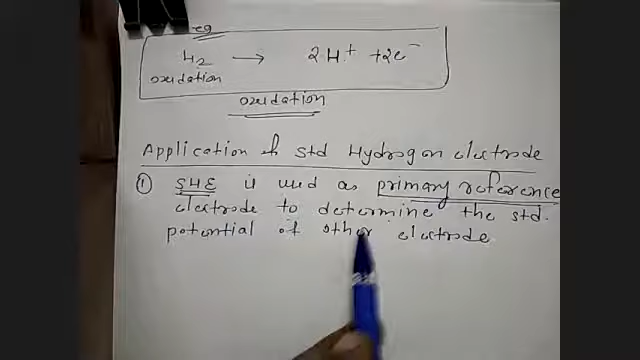 H2 → 2H+ + 2e-
oxidation
oxidation
Application of Std Hydrogen electrode
① SHE is used as primary reference
electrode to determine the std.
potential of other electrode